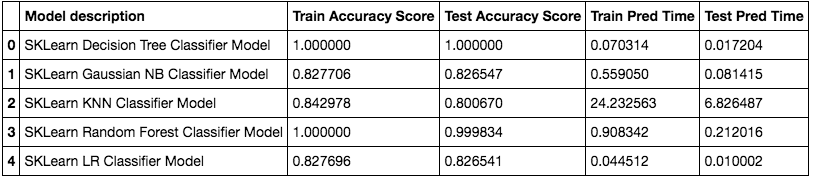 Model description Train Accuracy Score Test Accuracy Score Train Pred Time Test Pred Time
0 SKLearn Decision Tree Classifier Model 1.000000 1.000000 0.070314 0.017204
1 SKLearn Gaussian NB Classifier Model 0.827706 0.826547 0.559050 0.081415
2 SKLearn KNN Classifier Model 0.842978 0.800670 24.232563 6.826487
3 SKLearn Random Forest Classifier Model 1.000000 0.999834 0.908342 0.212016
4 SKLearn LR Classifier Model 0.827696 0.826541 0.044512 0.010002